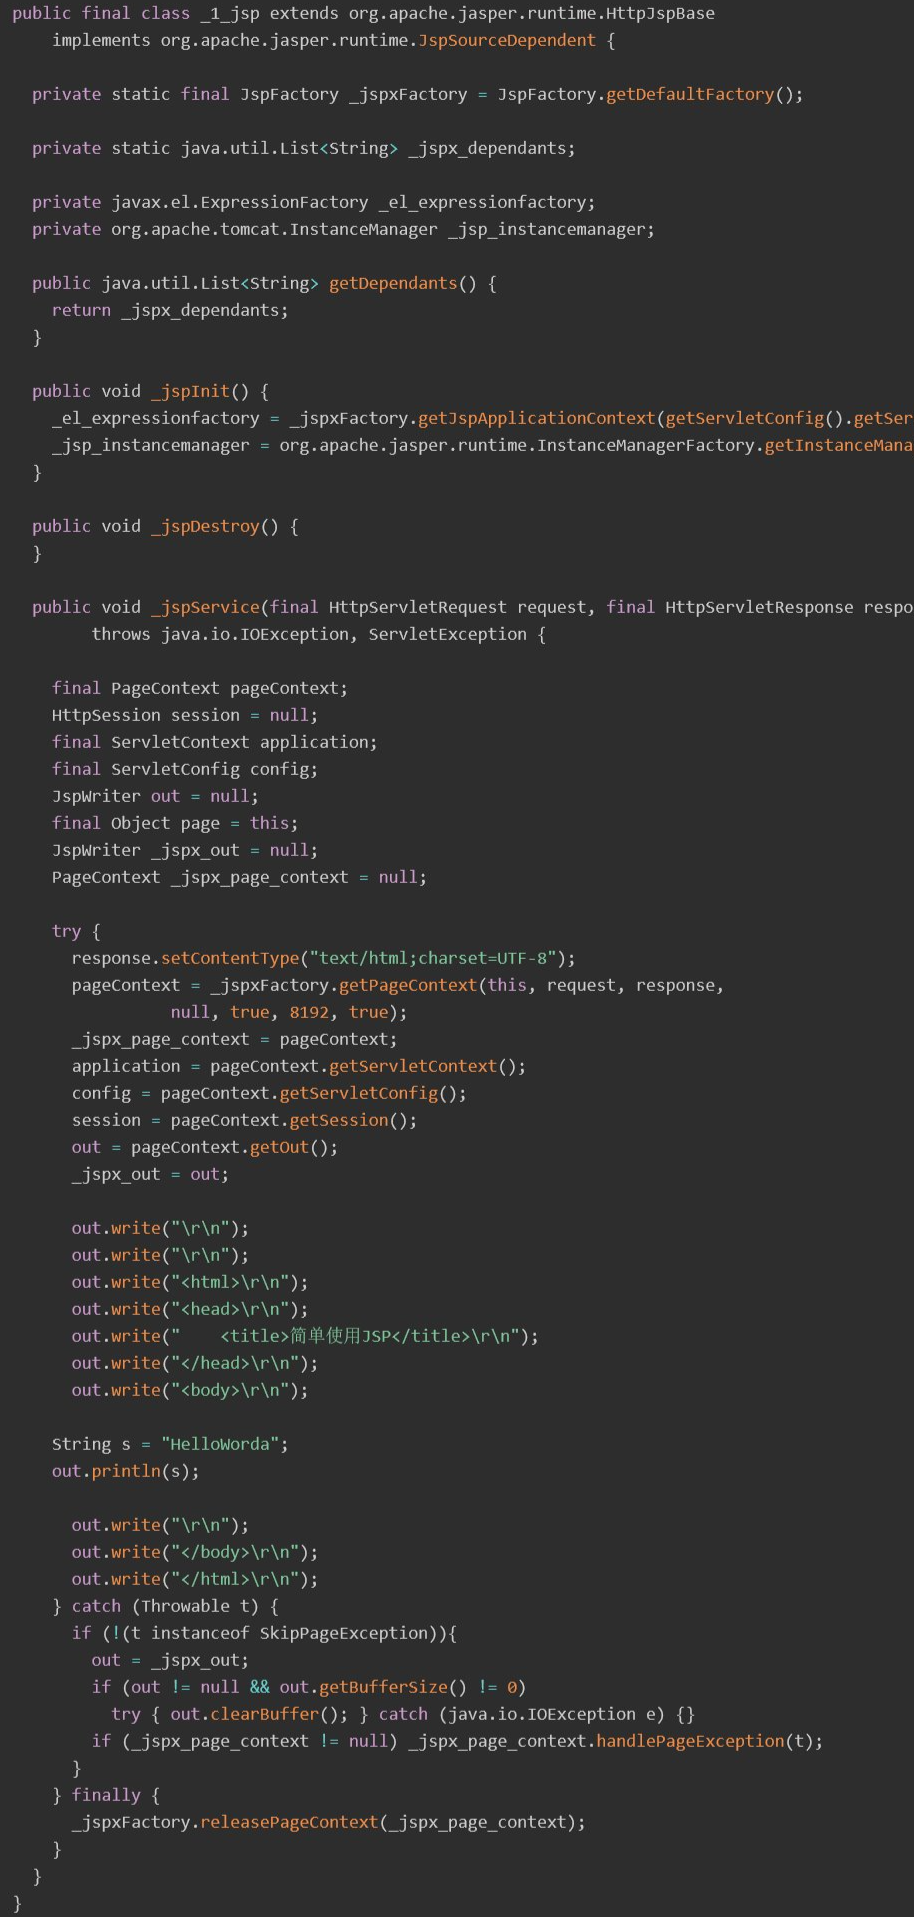 public final class _1_jsp extends org.apache.jasper.runtime.HttpJspBase
    implements org.apache.jasper.runtime.JspSourceDependent {

  private static final JspFactory _jspxFactory = JspFactory.getDefaultFactory();

  private static java.util.List<String> _jspx_dependants;

  private javax.el.ExpressionFactory _el_expressionfactory;
  private org.apache.tomcat.InstanceManager _jsp_instancemanager;

  public java.util.List<String> getDependants() {
    return _jspx_dependants;
  }

  public void _jspInit() {
    _el_expressionfactory = _jspxFactory.getJspApplicationContext(getServletConfig().getSer
    _jsp_instancemanager = org.apache.jasper.runtime.InstanceManagerFactory.getInstanceMana
  }

  public void _jspDestroy() {
  }

  public void _jspService(final HttpServletRequest request, final HttpServletResponse respo
        throws java.io.IOException, ServletException {

    final PageContext pageContext;
    HttpSession session = null;
    final ServletContext application;
    final ServletConfig config;
    JspWriter out = null;
    final Object page = this;
    JspWriter _jspx_out = null;
    PageContext _jspx_page_context = null;

    try {
      response.setContentType("text/html;charset=UTF-8");
      pageContext = _jspxFactory.getPageContext(this, request, response,
                null, true, 8192, true);
      _jspx_page_context = pageContext;
      application = pageContext.getServletContext();
      config = pageContext.getServletConfig();
      session = pageContext.getSession();
      out = pageContext.getOut();
      _jspx_out = out;

      out.write("\r\n");
      out.write("\r\n");
      out.write("<html>\r\n");
      out.write("<head>\r\n");
      out.write("    <title>简单使用JSP</title>\r\n");
      out.write("</head>\r\n");
      out.write("<body>\r\n");

    String s = "HelloWorda";
    out.println(s);

      out.write("\r\n");
      out.write("</body>\r\n");
      out.write("</html>\r\n");
    } catch (Throwable t) {
      if (!(t instanceof SkipPageException)){
        out = _jspx_out;
        if (out != null && out.getBufferSize() != 0)
          try { out.clearBuffer(); } catch (java.io.IOException e) {}
        if (_jspx_page_context != null) _jspx_page_context.handlePageException(t);
      }
    } finally {
      _jspxFactory.releasePageContext(_jspx_page_context);
    }
  }
}